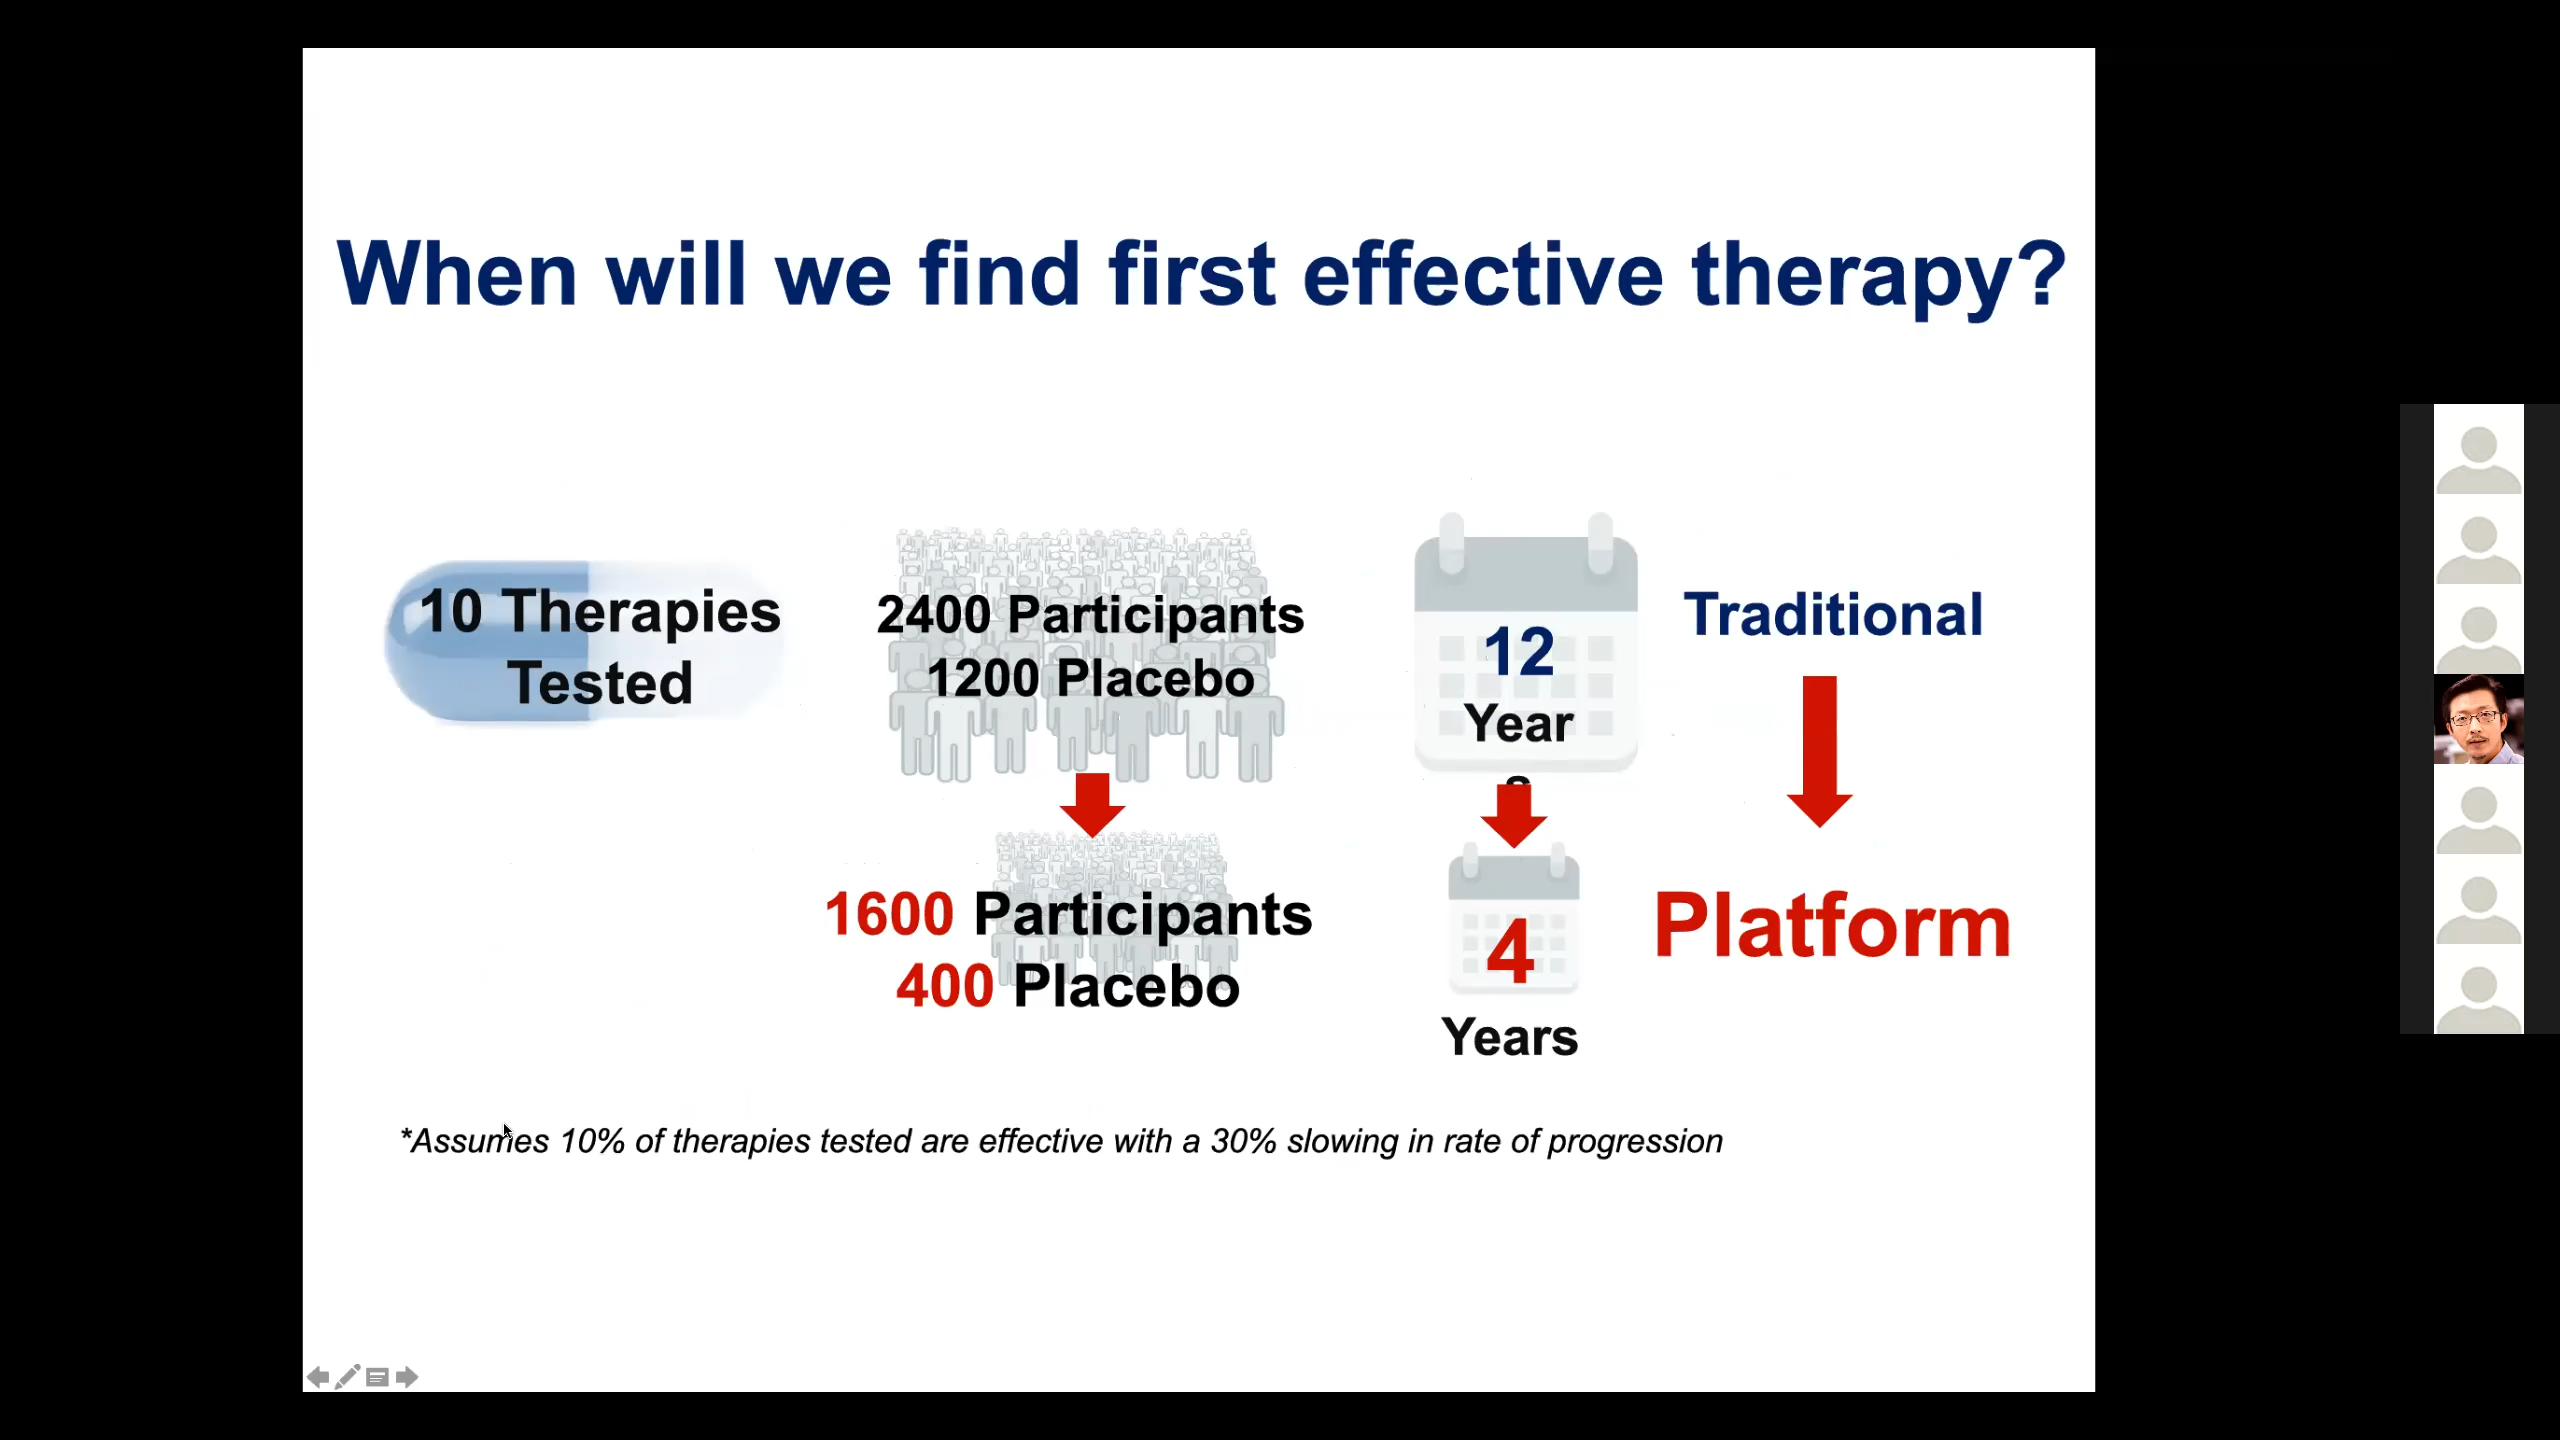 When will we find first effective therapy?
10 Therapies
Tested
2400 Participants
1200 Placebo
12
Year
s
Traditional
1600 Participants
400 Placebo
4
Years
Platform
*Assumes 10% of therapies tested are effective with a 30% slowing in rate of progression